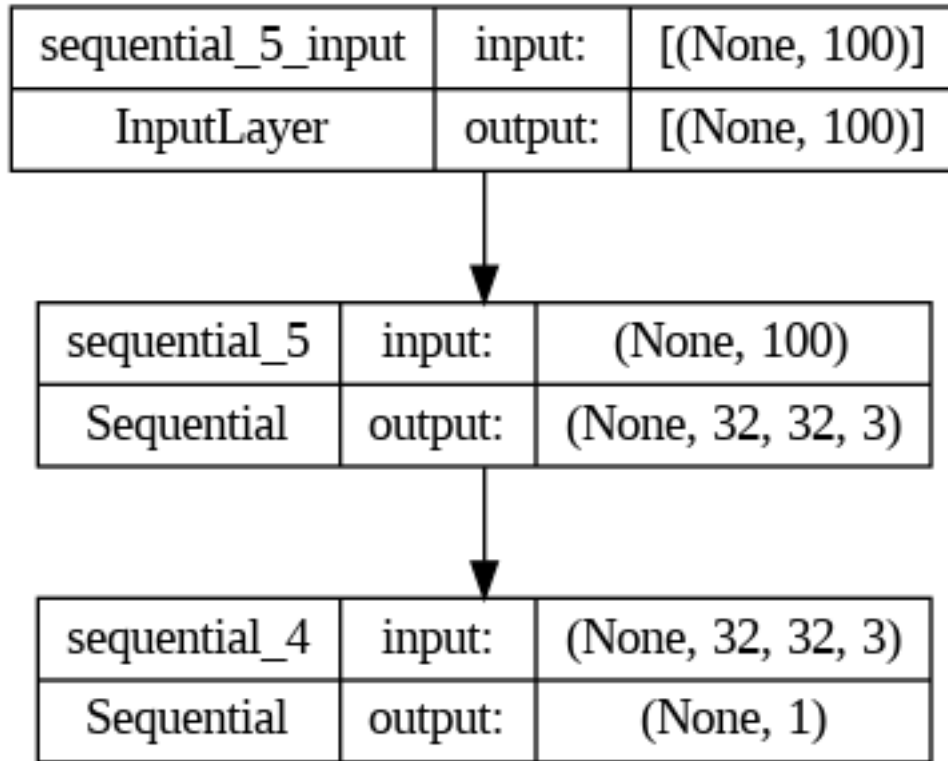 sequential_5_input input: [(None, 100)]
InputLayer output: [(None, 100)]
sequential_5 input: (None, 100)
Sequential output: (None, 32, 32, 3)
sequential_4 input: (None, 32, 32, 3)
Sequential output: (None, 1)